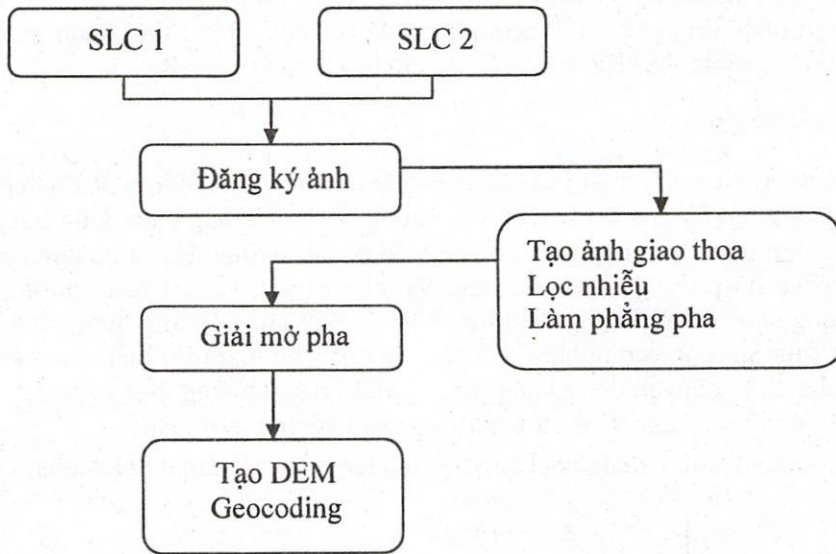 SLC 1
SLC 2
Đăng ký ảnh
Tạo ảnh giao thoa
Lọc nhiễu
Làm phẳng pha
Giải mở pha
Tạo DEM
Geocoding